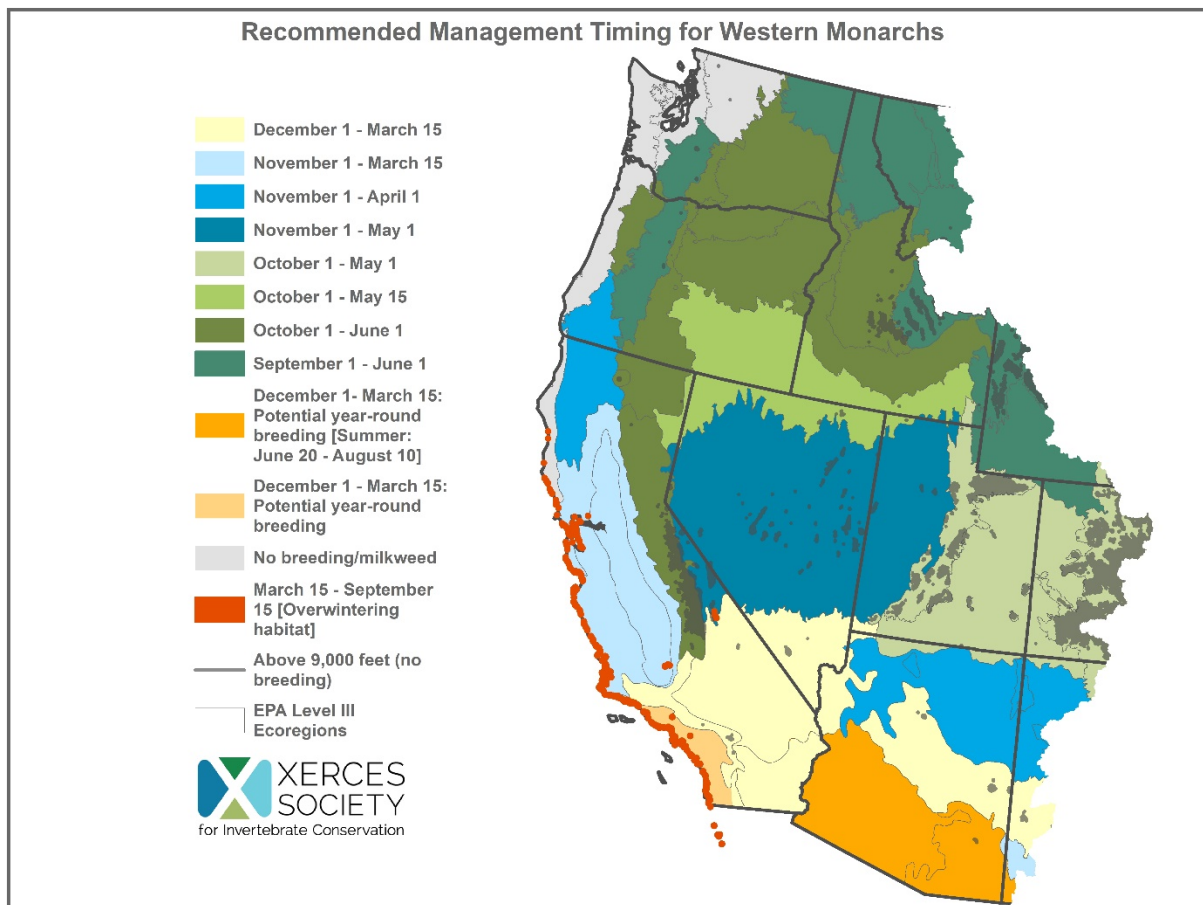 Recommended Management Timing for Western Monarchs
December 1 - March 15
November 1 - March 15
November 1 - April 1
November 1 - May 1
October 1 - May 1
October 1 - May 15
October 1 - June 1
September 1 - June 1
December 1- March 15:
Potential year-round
breeding [Summer:
June 20 - August 10]
December 1 - March 15:
Potential year-round
breeding
No breeding/milkweed
March 15 - September
15 [Overwintering
habitat]
Above 9,000 feet (no
breeding)
EPA Level III
Ecoregions
XERCES
SOCIETY
for Invertebrate Conservation